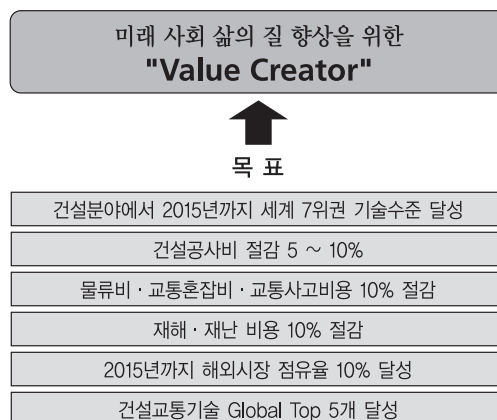 미래 사회 삶의 질 향상을 위한
"Value Creator"
목 표
건설분야에서 2015년까지 세계 7위권 기술수준 달성
건설공사비 절감 5 ~ 10%
물류비 · 교통혼잡비 · 교통사고비용 10% 절감
재해 · 재난 비용 10% 절감
2015년까지 해외시장 점유율 10% 달성
건설교통기술 Global Top 5개 달성